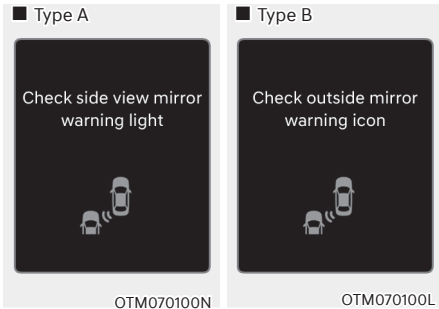 ■ Type A
Check side view mirror
warning light
OTM070100N
■ Type B
Check outside mirror
warning icon
OTM070100L